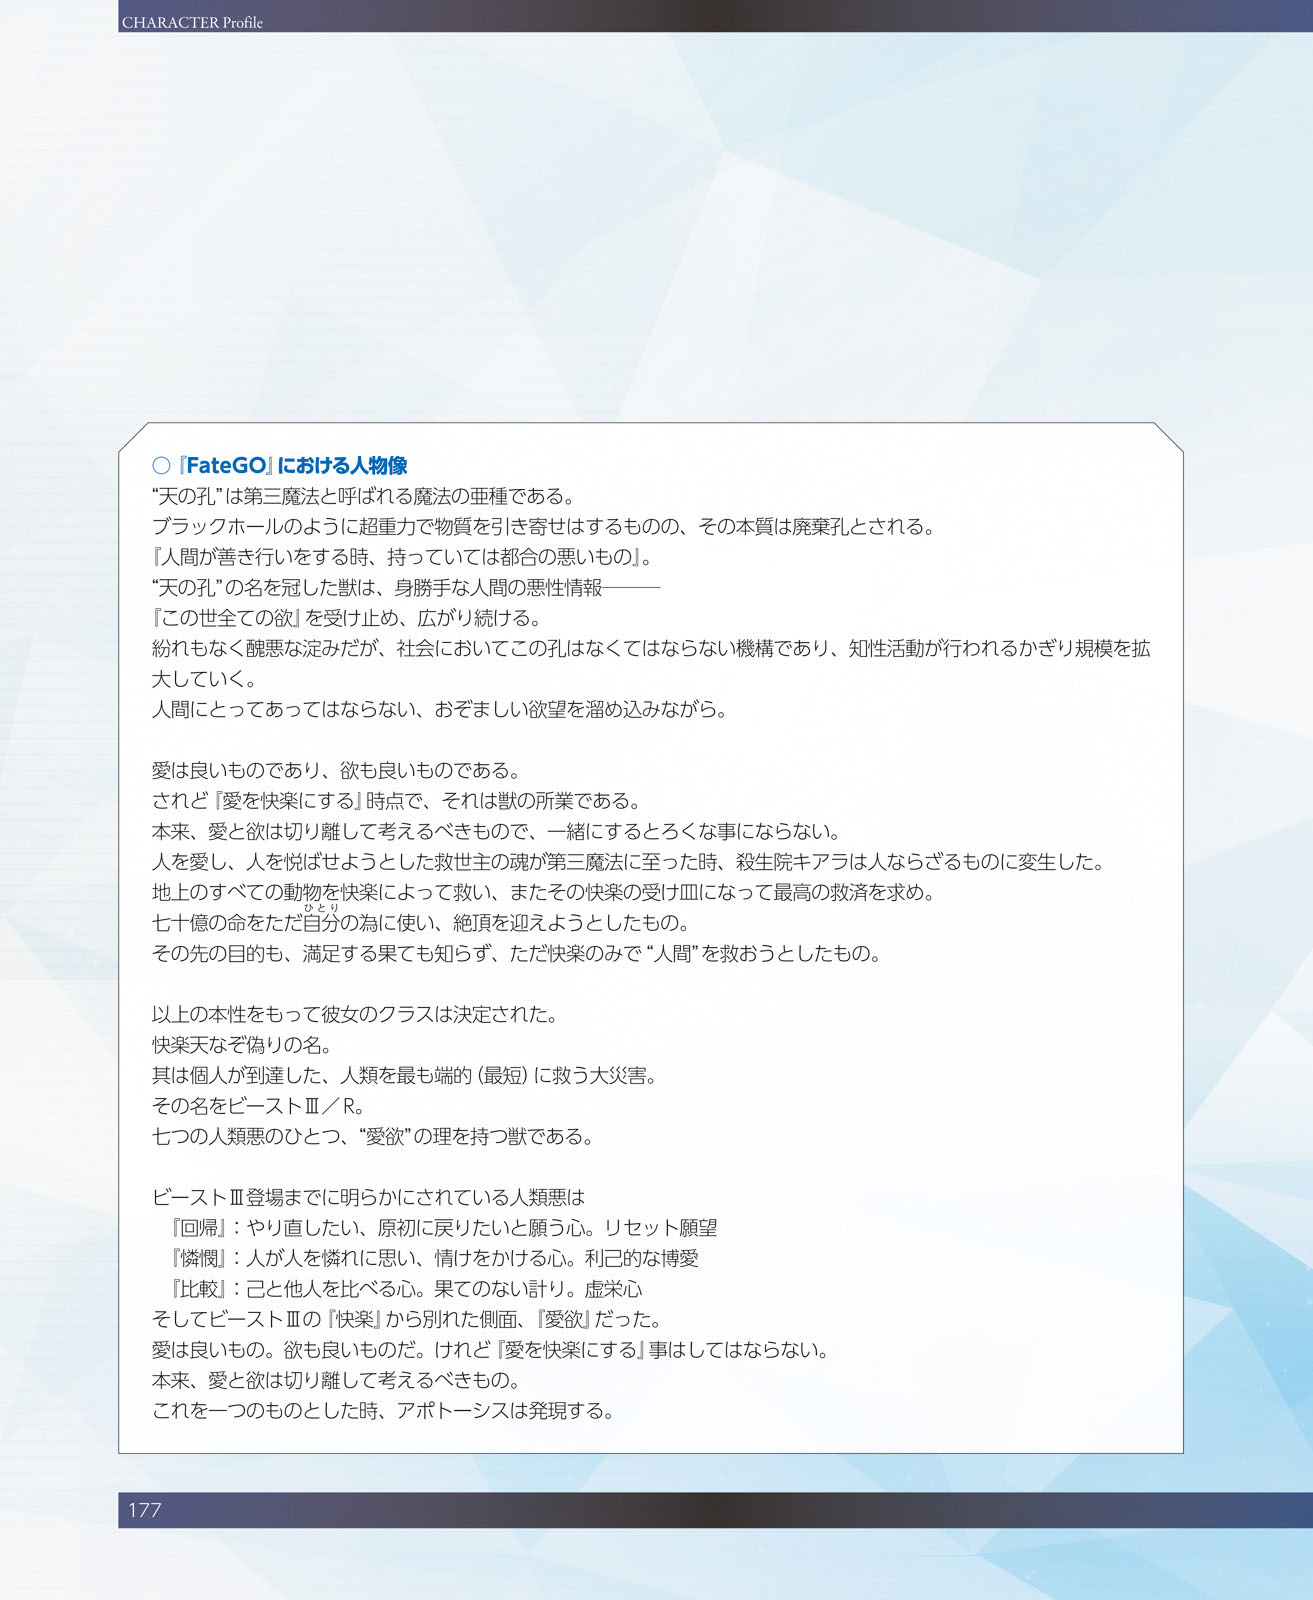 CHARACTER Profile
○『FateGO』における人物像
“天の孔”は第三魔法と呼ばれる魔法の亜種である。
ブラックホールのように超重力で物質を引き寄せはするものの、その本質は廃棄孔とされる。
『人間が善き行いをする時、持っていては都合の悪いもの』。
“天の孔”の名を冠した獣は、身勝手な人間の悪性情報―――
『この世全ての欲』を受け止め、広がり続ける。
紛れもなく醜悪な淀みだが、社会においてこの孔はなくてはならない機構であり、知性活動が行われるかぎり規模を拡
大していく。
人間にとってあってはならない、おぞましい欲望を溜め込みながら。
愛は良いものであり、欲も良いものである。
されど『愛を快楽にする』時点で、それは獣の所業である。
本来、愛と欲は切り離して考えるべきもので、一緒にするとろくな事にならない。
人を愛し、人を悦ばせようとした救世主の魂が第三魔法に至った時、殺生院キアラは人ならざるものに変生した。
地上のすべての動物を快楽によって救い、またその快楽の受け皿になって最高の救済を求め。
ひとり
七十億の命をただ自分の為に使い、絶頂を迎えようとしたもの。
その先の目的も、満足する果ても知らず、ただ快楽のみで“人間”を救おうとしたもの。
以上の本性をもって彼女のクラスは決定された。
快楽天なぞ偽りの名。
其は個人が到達した、人類を最も端的（最短）に救う大災害。
その名をビーストⅢ／R。
七つの人類悪のひとつ、“愛欲”の理を持つ獣である。
ビーストⅢ登場までに明らかにされている人類悪は
『回帰』：やり直したい、原初に戻りたいと願う心。リセット願望
『憐憫』：人が人を憐れに思い、情けをかける心。利己的な博愛
『比較』：己と他人を比べる心。果てのない計り。虚栄心
そしてビーストⅢの『快楽』から別れた側面、『愛欲』だった。
愛は良いもの。欲も良いものだ。けれど『愛を快楽にする』事はしてはならない。
本来、愛と欲は切り離して考えるべきもの。
これを一つのものとした時、アポトーシスは発現する。
177